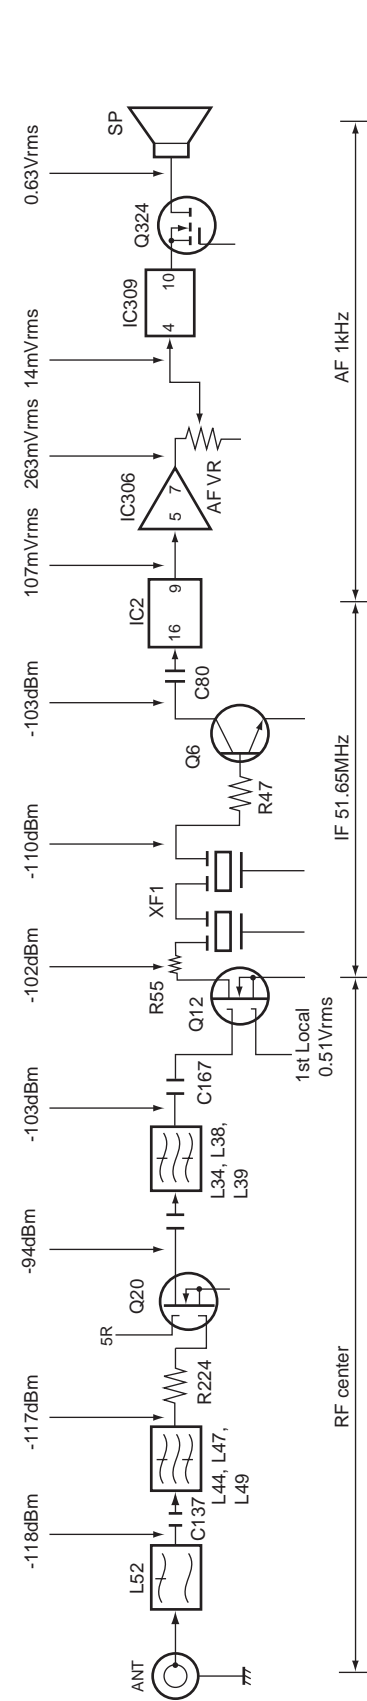 -118dBm
-117dBm
-94dBm
-103dBm
-102dBm
-110dBm
-103dBm
107mVrms
263mVrms
14mVrms
0.63Vrms
ANT
L52
C137
L44, L47,
L49
R224
5R
Q20
L34, L38,
L39
C167
Q12
1st Local
0.51Vrms
R55
XF1
R47
Q6
C80
IC2
16
9
IC306
5
7
AF VR
IC309
4
10
Q324
SP
RF center
IF 51.65MHz
AF 1kHz